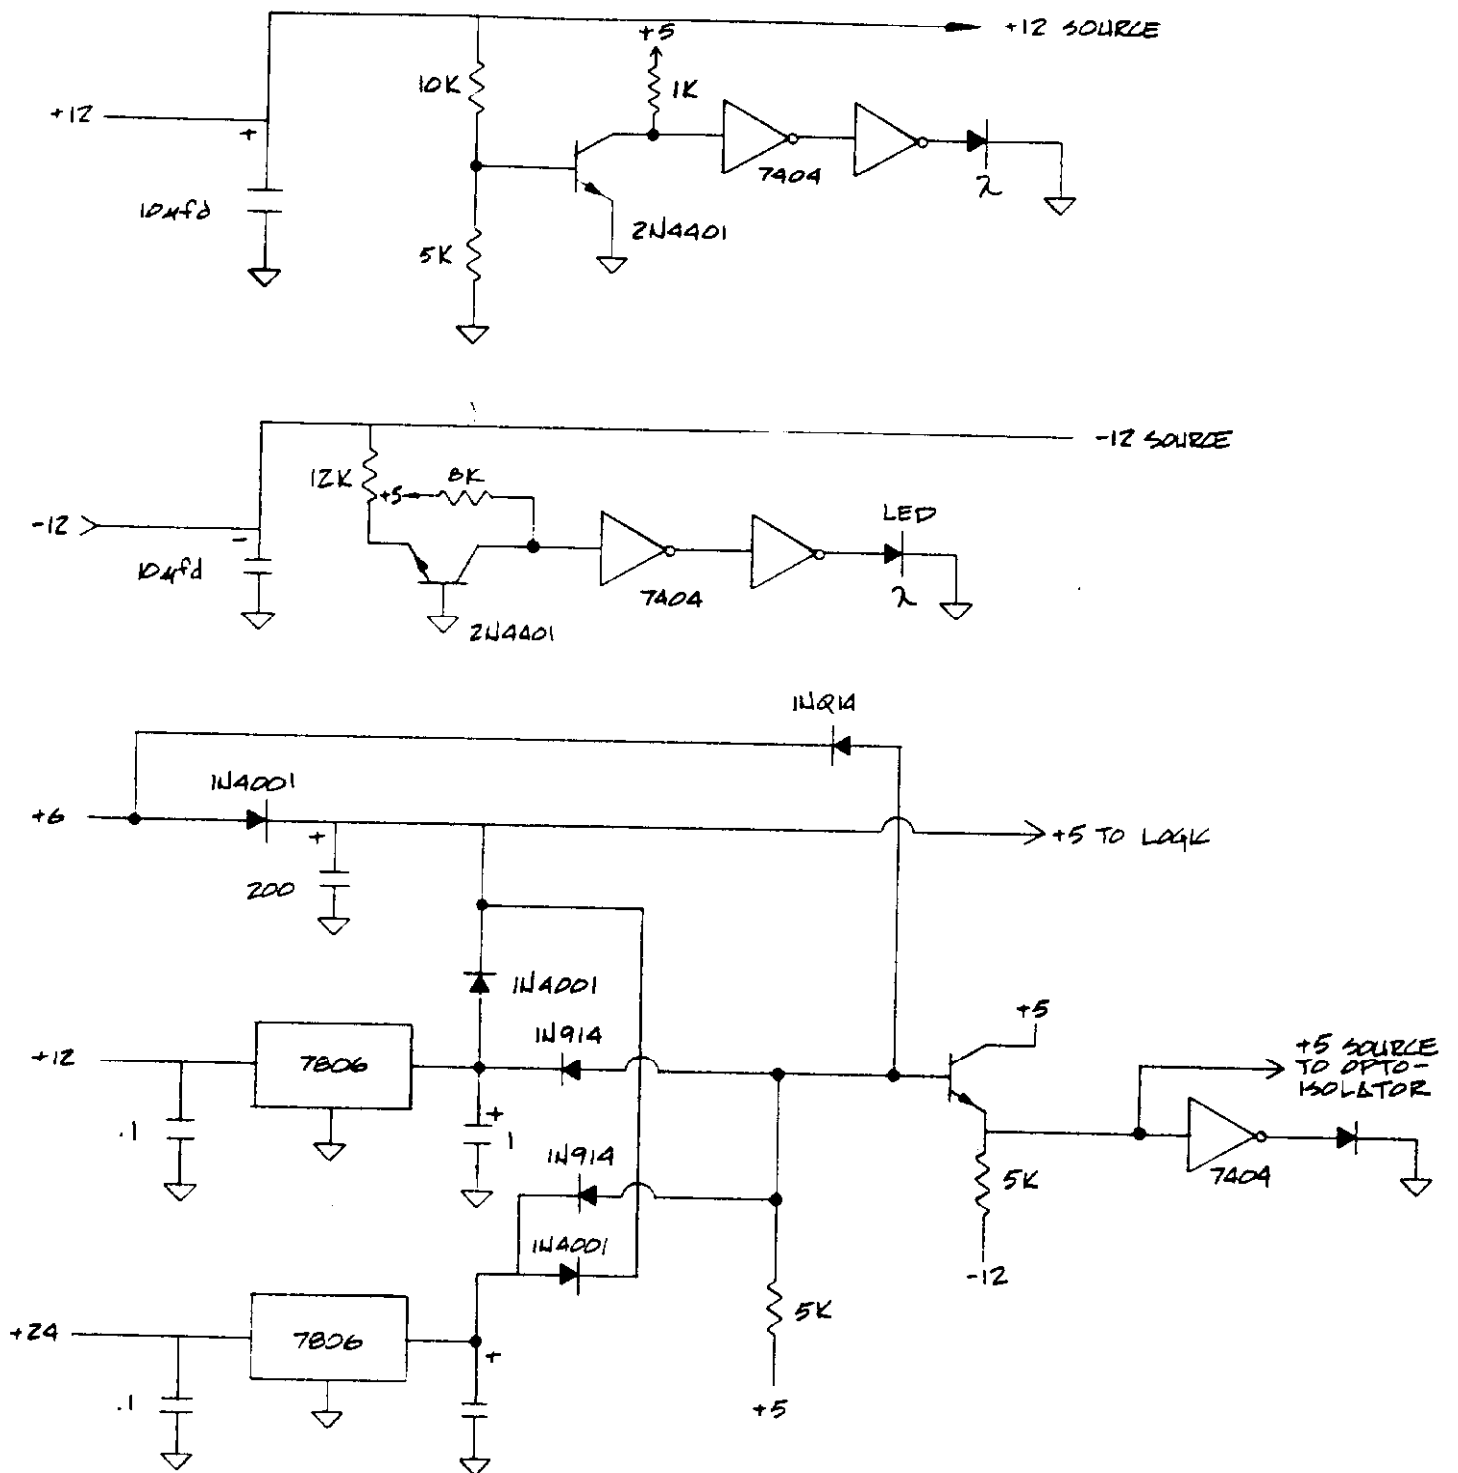 +12 SOURCE
+5
10K
1K
+12
+
7404
λ
10µfd
2N4401
5K
-12 SOURCE
12K
8K
+5
LED
-12
-
10µfd
7404
λ
2N4401
1N914
1N4001
+6
+
+5 TO LOGIC
200
1N4001
+5
1N914
+12
7806
+5 SOURCE
TO OPTO-
ISOLATOR
+
.1
1
1N914
5K
7404
1N4001
-12
5K
+24
7806
+
.1
+5